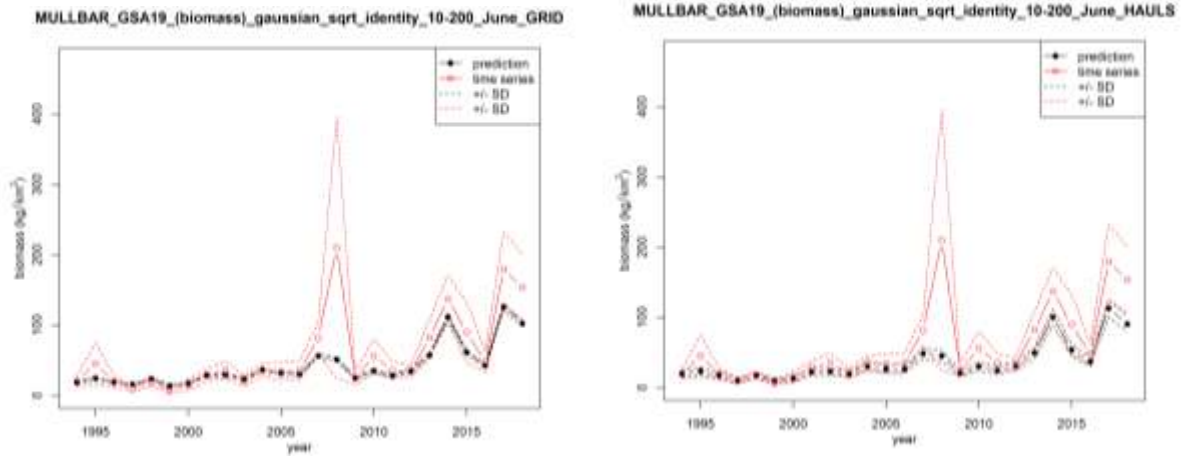 MULLBAR_GSA19_(biomass)_gaussian_sqrt_identity_10-200_June_GRID
prediction
time series
+/- SD
+/- SD
biomass (kg/km²)
400
300
200
100
0
1995 2000 2005 2010 2015
year
MULLBAR_GSA19_(biomass)_gaussian_sqrt_identity_10-200_June_HAULS
prediction
time series
+/- SD
+/- SD
biomass (kg/km²)
400
300
200
100
0
1995 2000 2005 2010 2015
year